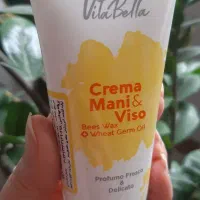 VitaBella
Crema
Mani &
Viso
Bees Wax
+ Wheat Germ Oil
Profumo Fresco
&
Delicato